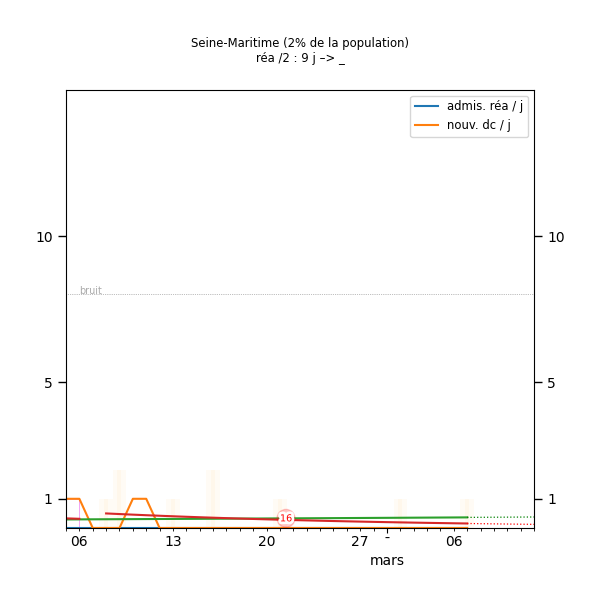 Seine-Maritime (2% de la population)
réa /2 : 9 j –> _
admis. réa / j
nouv. dc / j
10
10
bruit
5
5
1
1
16
06
13
20
27
-
06
mars